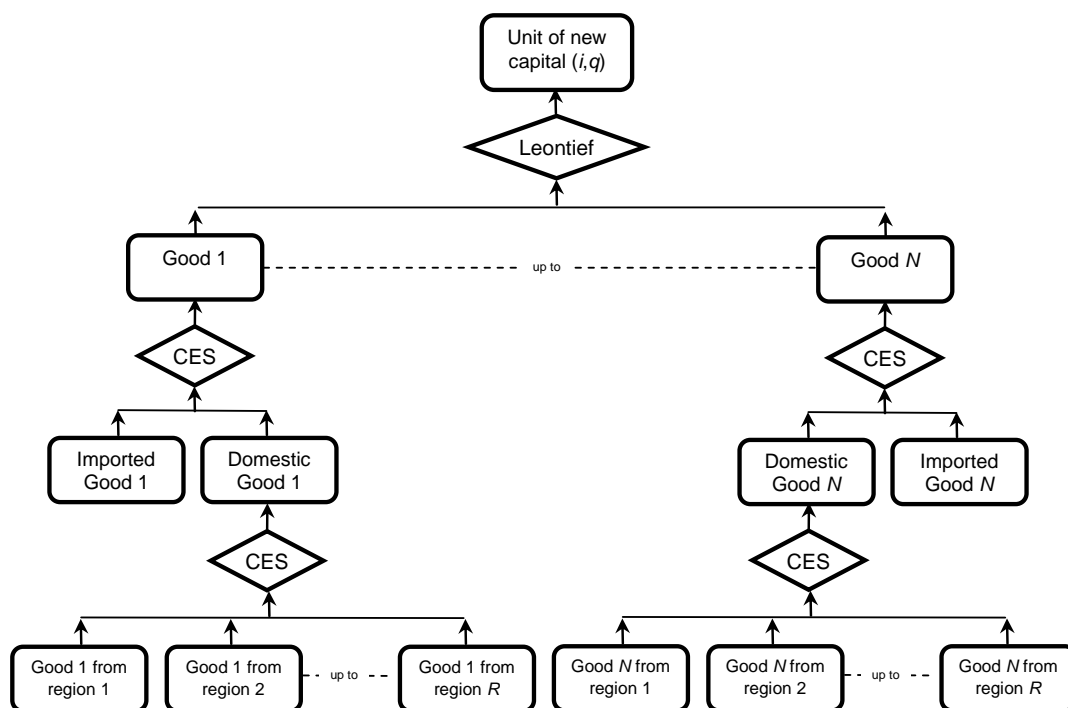 Unit of new
capital (i,q)
Leontief
Good 1
up to
Good N
CES
CES
Imported
Good 1
Domestic
Good 1
Domestic
Good N
Imported
Good N
CES
CES
Good 1 from
region 1
Good 1 from
region 2
up to
Good 1 from
region R
Good N from
region 1
Good N from
region 2
up to
Good N from
region R